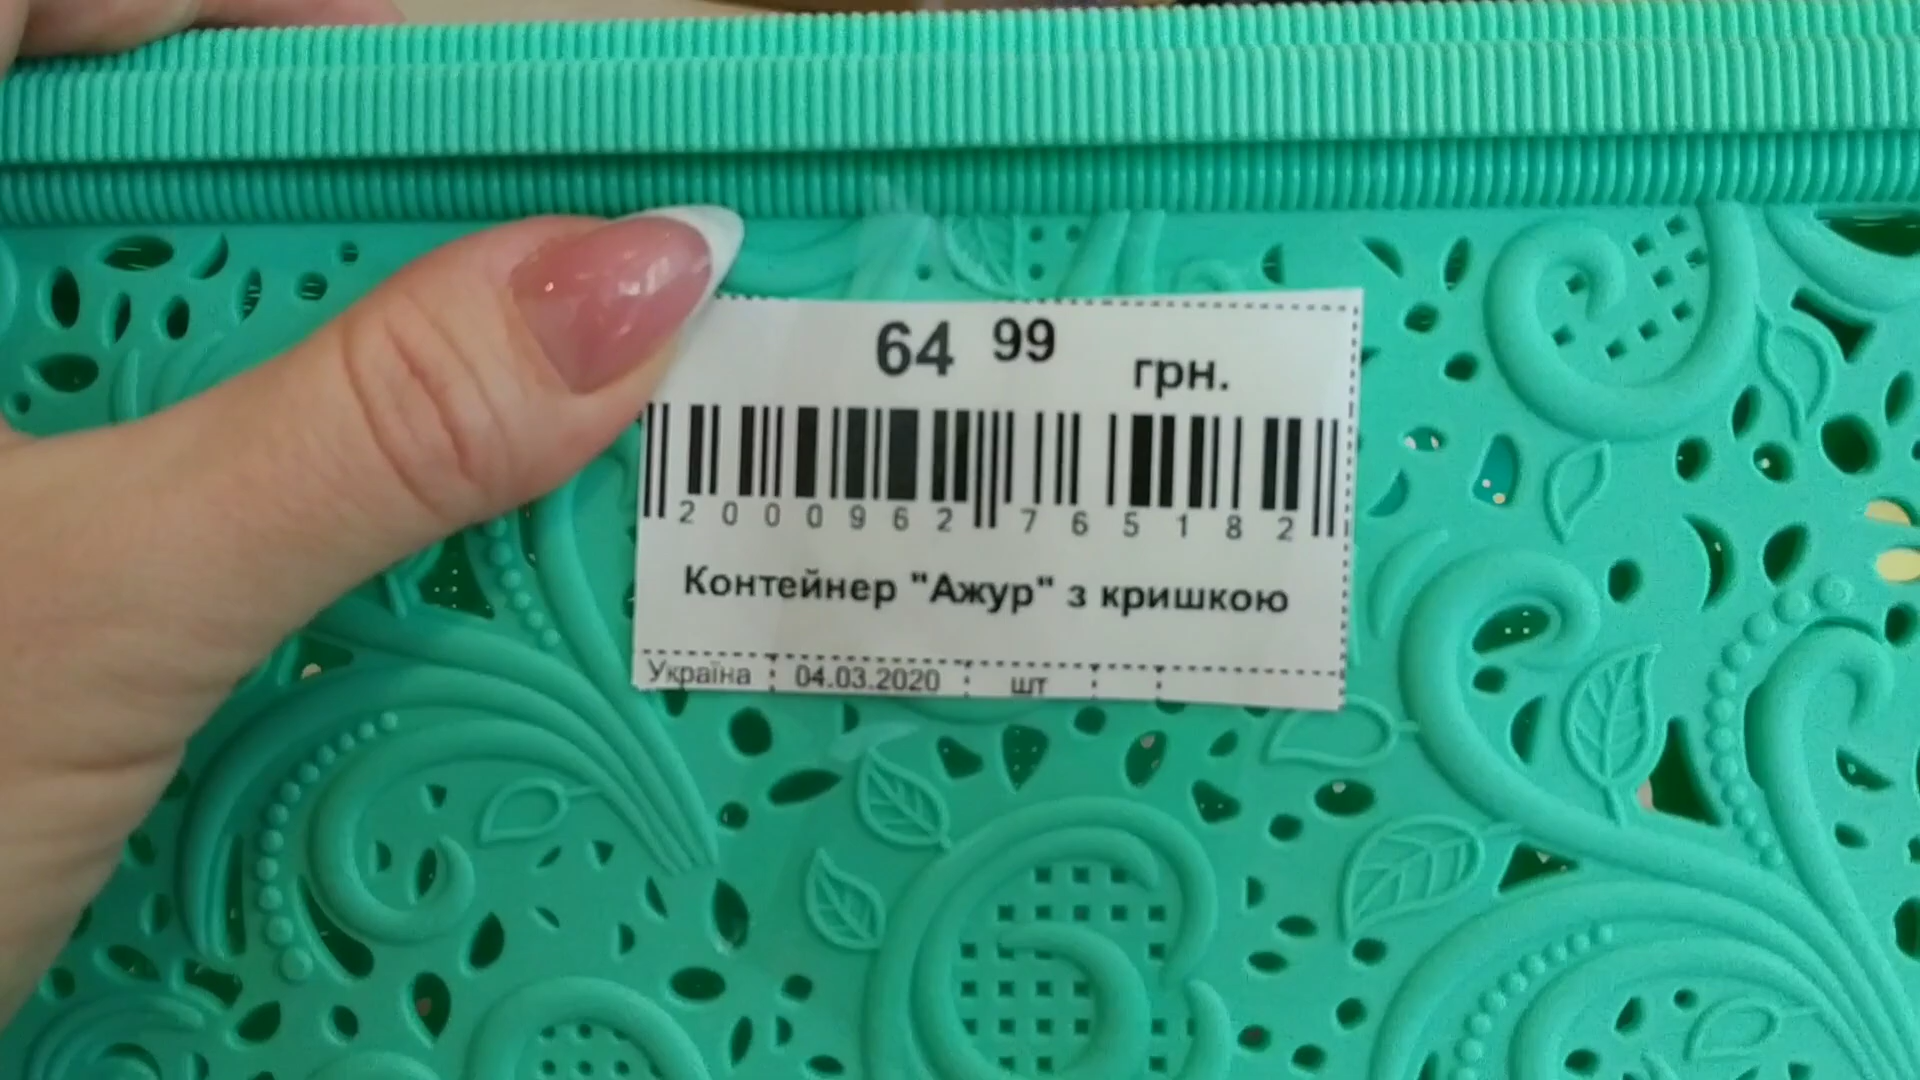 64 99 грн.
2000962765182
Контейнер "Ажур" з кришкою
Україна 04.03.2020 шт